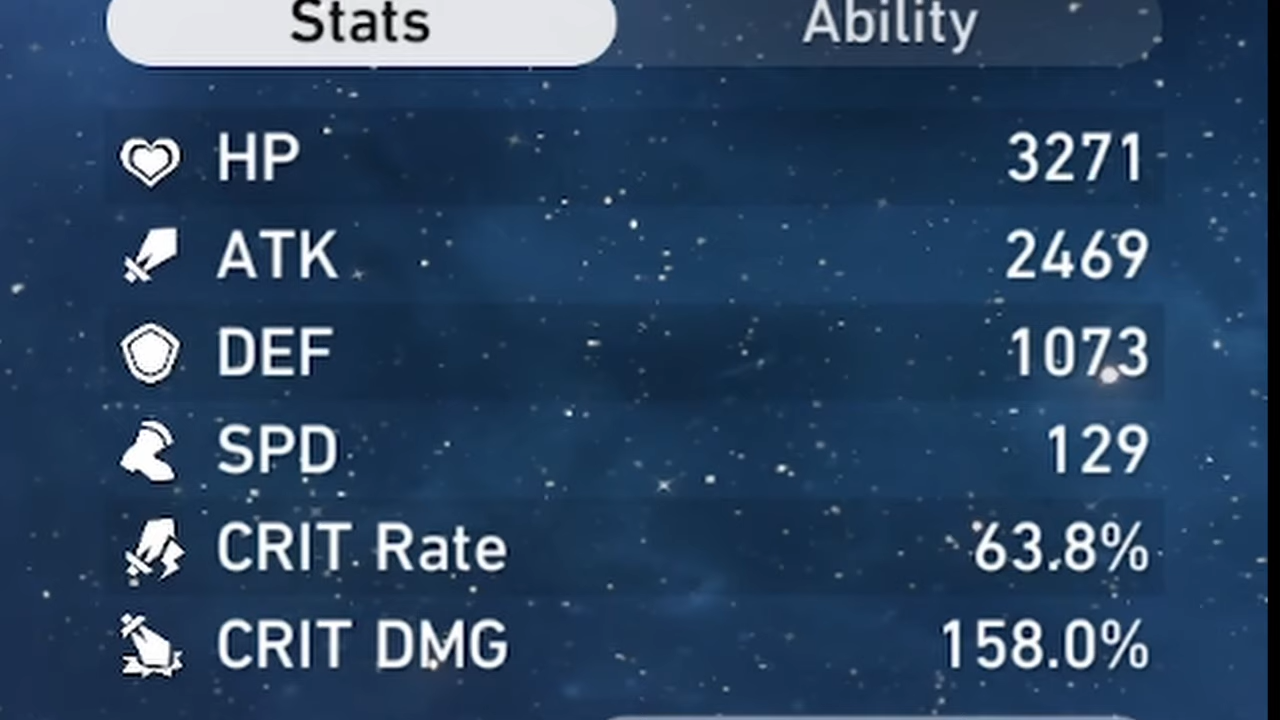 Stats Ability
HP 3271
ATK 2469
DEF 1073
SPD 129
CRIT Rate 63.8%
CRIT DMG 158.0%